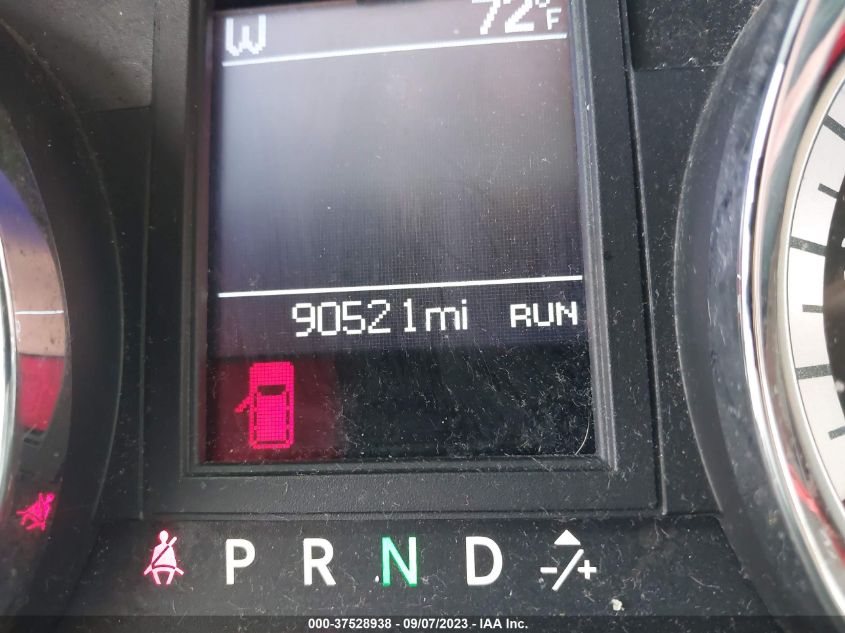 W 72°F
90521mi RUN
P R N D -/+
000-37528938 - 09/07/2023 - IAA Inc.